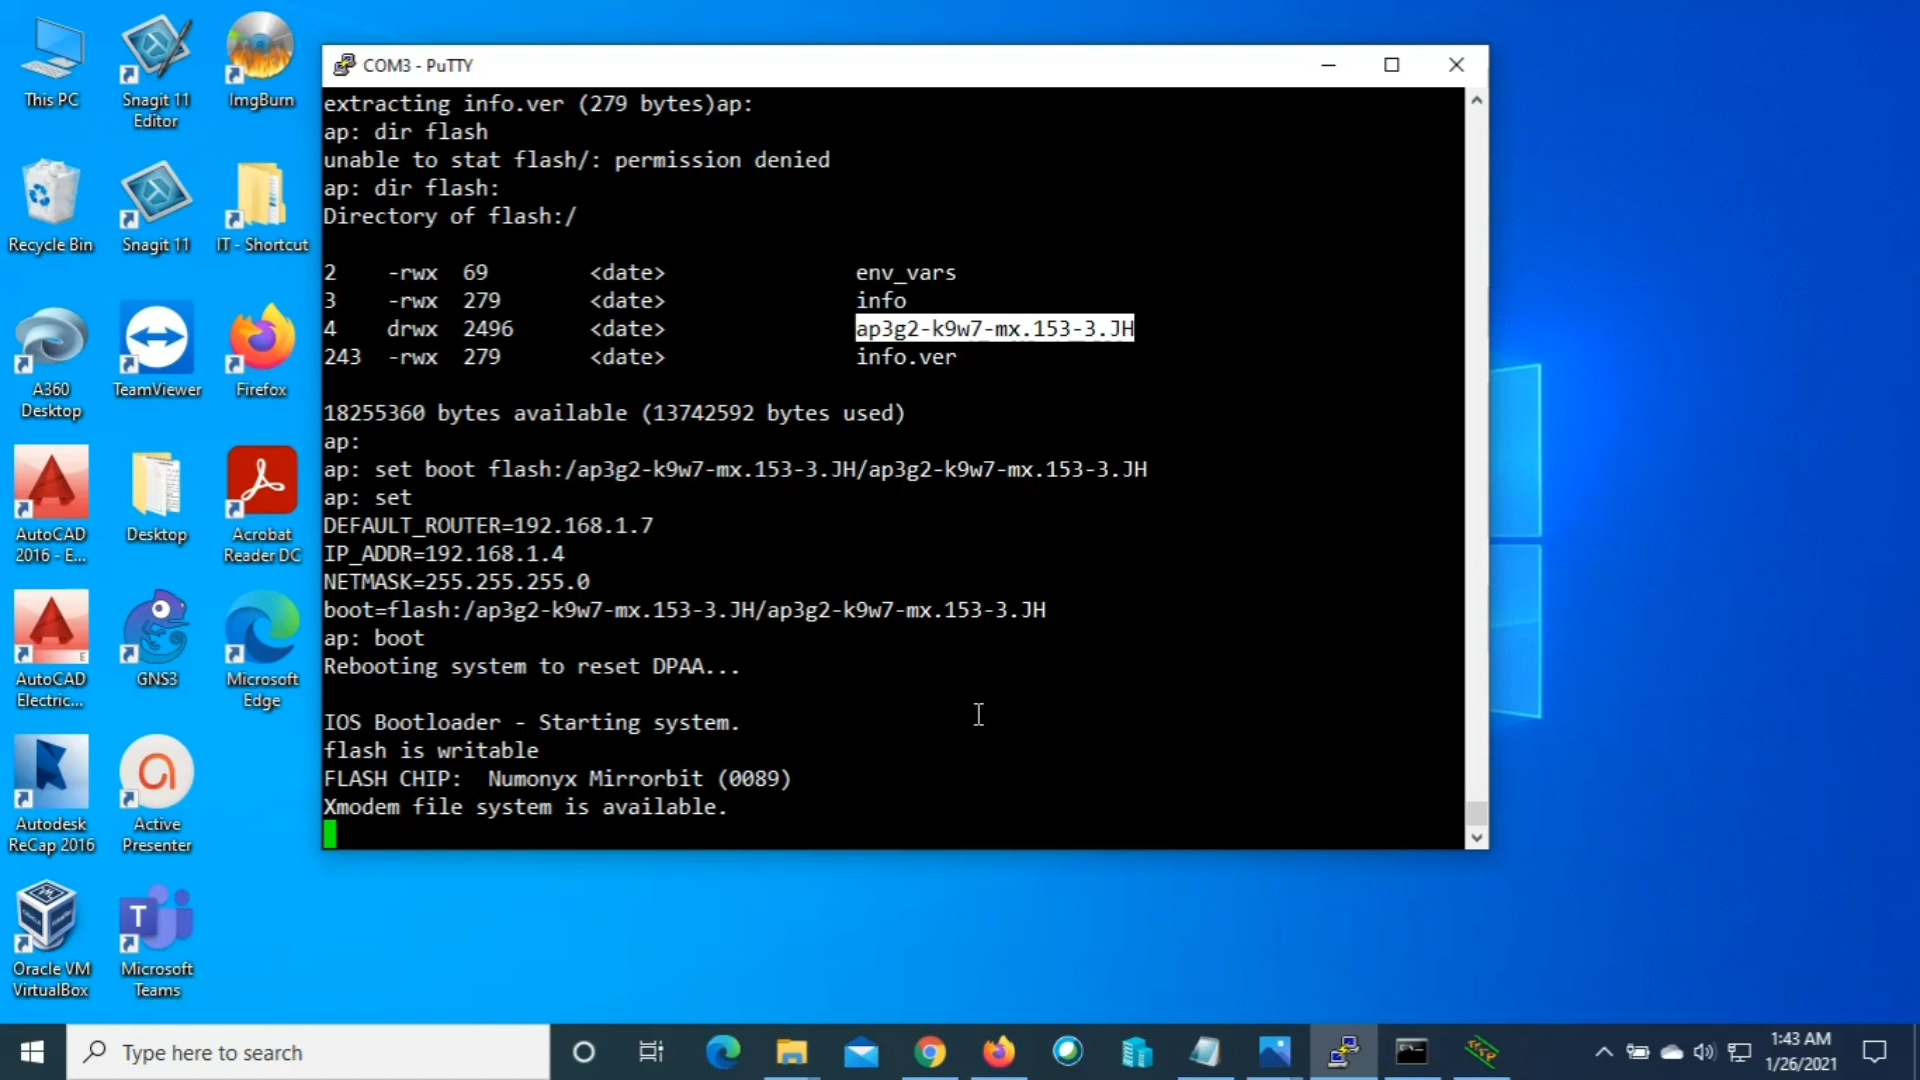 COM3 - PuTTY
extracting info.ver (279 bytes)ap:
ap: dir flash
unable to stat flash/: permission denied
ap: dir flash:
Directory of flash:/
2 -rwx 69 <date> env_vars
3 -rwx 279 <date> info
4 drwx 2496 <date> ap3g2-k9w7-mx.153-3.JH
243 -rwx 279 <date> info.ver
18255360 bytes available (13742592 bytes used)
ap:
ap: set boot flash:/ap3g2-k9w7-mx.153-3.JH/ap3g2-k9w7-mx.153-3.JH
ap: set
DEFAULT_ROUTER=192.168.1.7
IP_ADDR=192.168.1.4
NETMASK=255.255.255.0
boot=flash:/ap3g2-k9w7-mx.153-3.JH/ap3g2-k9w7-mx.153-3.JH
ap: boot
Rebooting system to reset DPAA...
IOS Bootloader - Starting system.
flash is writable
FLASH CHIP:  Numonyx Mirrorbit (0089)
Xmodem file system is available.
This PC
Snagit 11
Editor
ImgBurn
Recycle Bin
Snagit 11
IT - Shortcut
A360
Desktop
TeamViewer
Firefox
AutoCAD
2016 - E...
Desktop
Acrobat
Reader DC
AutoCAD
Electric...
GNS3
Microsoft
Edge
Autodesk
ReCap 2016
Active
Presenter
Oracle VM
VirtualBox
Microsoft
Teams
Type here to search
1:43 AM
1/26/2021